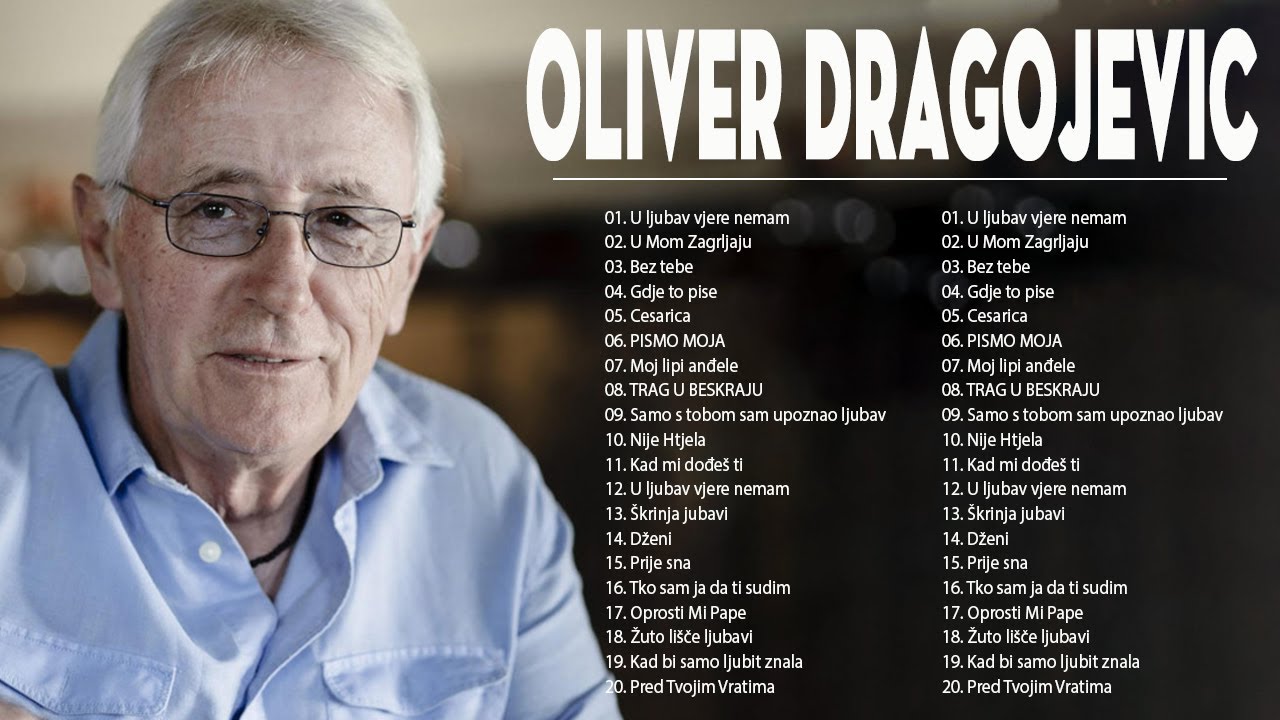 OLIVER DRAGOJEVIC
01. U ljubav vjere nemam
02. U Mom Zagrljaju
03. Bez tebe
04. Gdje to pise
05. Cesarica
06. PISMO MOJA
07. Moj lipi anđele
08. TRAG U BESKRAJU
09. Samo s tobom sam upoznao ljubav
10. Nije Htjela
11. Kad mi dođeš ti
12. U ljubav vjere nemam
13. Škrinja jubavi
14. Dženi
15. Prije sna
16. Tko sam ja da ti sudim
17. Oprosti Mi Pape
18. Žuto lišče ljubavi
19. Kad bi samo ljubit znala
20. Pred Tvojim Vratima
01. U ljubav vjere nemam
02. U Mom Zagrljaju
03. Bez tebe
04. Gdje to pise
05. Cesarica
06. PISMO MOJA
07. Moj lipi anđele
08. TRAG U BESKRAJU
09. Samo s tobom sam upoznao ljubav
10. Nije Htjela
11. Kad mi dođeš ti
12. U ljubav vjere nemam
13. Škrinja jubavi
14. Dženi
15. Prije sna
16. Tko sam ja da ti sudim
17. Oprosti Mi Pape
18. Žuto lišče ljubavi
19. Kad bi samo ljubit znala
20. Pred Tvojim Vratima